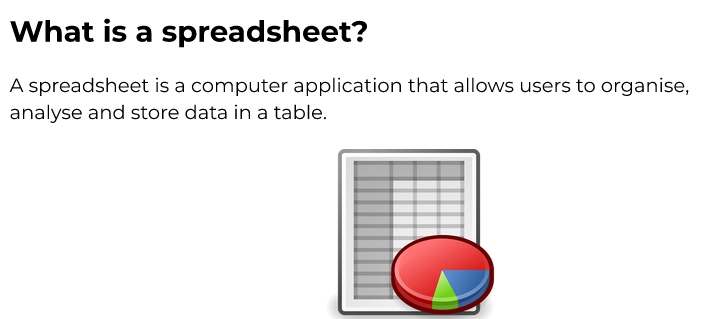 What is a spreadsheet?
A spreadsheet is a computer application that allows users to organise,
analyse and store data in a table.